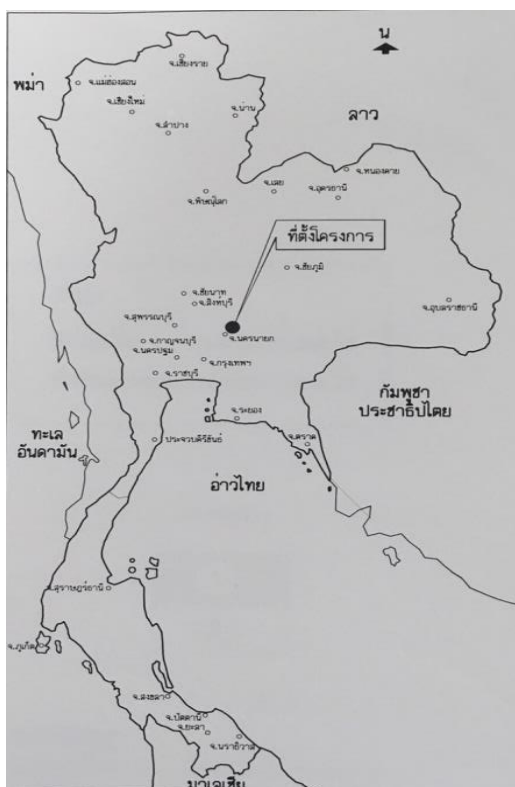 น
พม่า
จ.เชียงราย
จ.แม่ฮ่องสอน
จ.เชียงใหม่
จ.น่าน
ลาว
จ.ลำปาง
จ.หนองคาย
จ.เลย
จ.อุดรธานี
จ.พิษณุโลก
ที่ตั้งโครงการ
จ.ชัยภูมิ
จ.ชัยนาท
จ.สิงห์บุรี
จ.อุบลราชธานี
จ.สุพรรณบุรี
จ.นครนายก
จ.กาญจนบุรี
จ.นครปฐม
จ.กรุงเทพฯ
จ.ราชบุรี
กัมพูชา
ประชาธิปไตย
จ.ระยอง
ทะเล
อันดามัน
ประจวบคีรีขันธ์
จ.ตราด
อ่าวไทย
จ.สุราษฎร์ธานี
จ.ภูเก็ต
จ.สงขลา
จ.ปัตตานี
จ.ยะลา
จ.นราธิวาส
มาเลเซีย